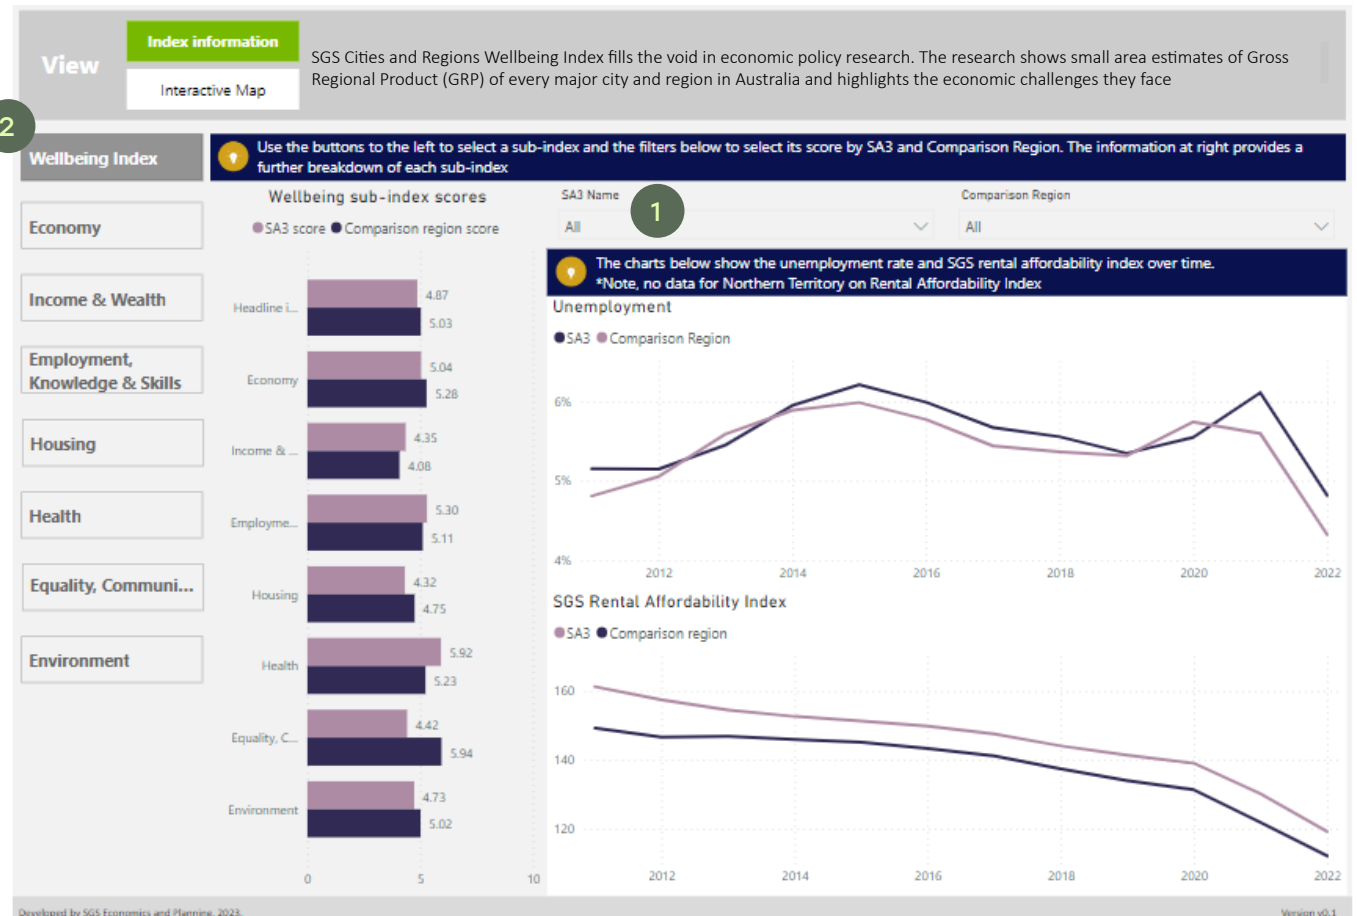 View
Index information
Interactive Map
SGS Cities and Regions Wellbeing Index fills the void in economic policy research. The research shows small area estimates of Gross
Regional Product (GRP) of every major city and region in Australia and highlights the economic challenges they face
2
Wellbeing Index
Economy
Income & Wealth
Employment,
Knowledge & Skills
Housing
Health
Equality, Communi...
Environment
Use the buttons to the left to select a sub-index and the filters below to select its score by SA3 and Comparison Region. The information at right provides a
further breakdown of each sub-index
Wellbeing sub-index scores
SA3 score Comparison region score
Headline i... 4.87
5.03
Economy 5.04
5.28
Income & ... 4.35
4.08
Employme... 5.30
5.11
Housing 4.32
4.75
Health 5.92
5.23
Equality, C... 4.42
5.94
Environment 4.73
5.02
0 5 10
SA3 Name
All
1
Comparison Region
All
The charts below show the unemployment rate and SGS rental affordability index over time.
*Note, no data for Northern Territory on Rental Affordability Index
Unemployment
SA3 Comparison Region
6%
5%
4%
2012 2014 2016 2018 2020 2022
SGS Rental Affordability Index
SA3 Comparison region
160
140
120
2012 2014 2016 2018 2020 2022
Developed by SGS Economics and Planning, 2023.
Version v0.1